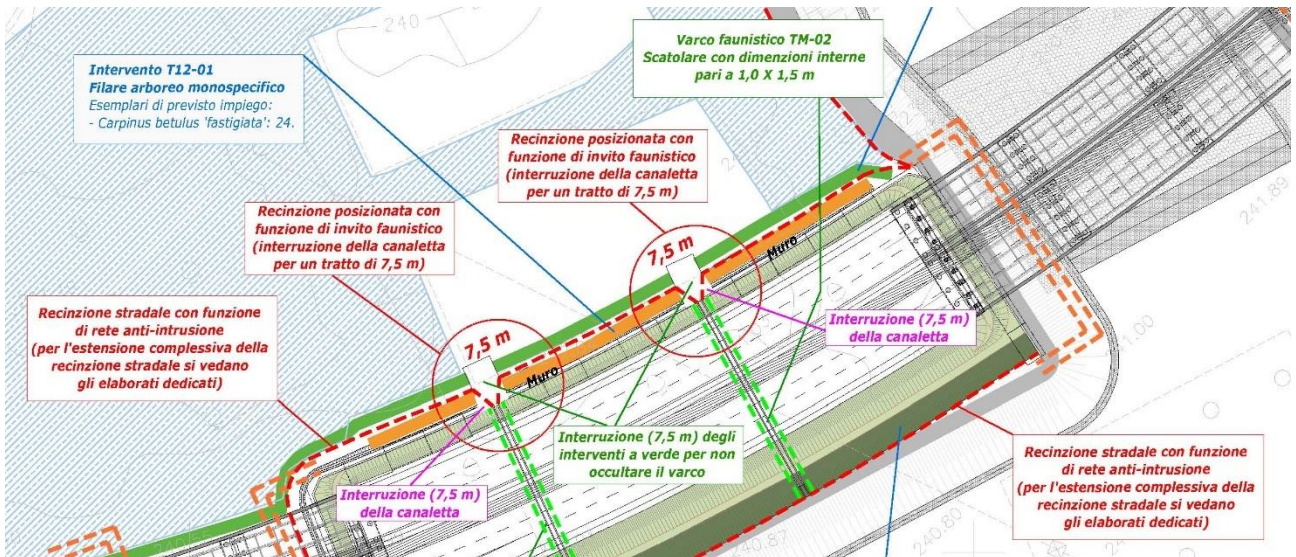 240
Intervento T12-01
Filare arboreo monospecifico
Esemplari di previsto impiego:
- Carpinus betulus 'fastigiata': 24.
Varco faunistico TM-02
Scatolare con dimensioni interne
pari a 1,0 X 1,5 m
Recinzione posizionata con
funzione di invito faunistico
(interruzione della canaletta
per un tratto di 7,5 m)
Recinzione posizionata con
funzione di invito faunistico
(interruzione della canaletta
per un tratto di 7,5 m)
241.89
7,5 m
Muro
Recinzione stradale con funzione
di rete anti-intrusione
(per l'estensione complessiva della
recinzione stradale si vedano
gli elaborati dedicati)
Interruzione (7,5 m)
della canaletta
7,5 m
Muro
Interruzione (7,5 m) degli
interventi a verde per non
occultare il varco
Interruzione (7,5 m)
della canaletta
Recinzione stradale con funzione
di rete anti-intrusione
(per l'estensione complessiva della
recinzione stradale si vedano
gli elaborati dedicati)
240.80
240.87